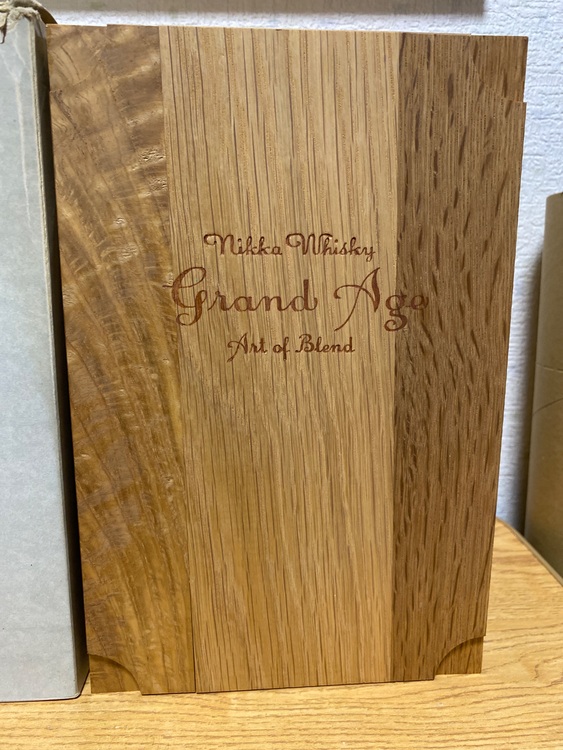 Nikka Whisky
Grand Age
Art of Blend